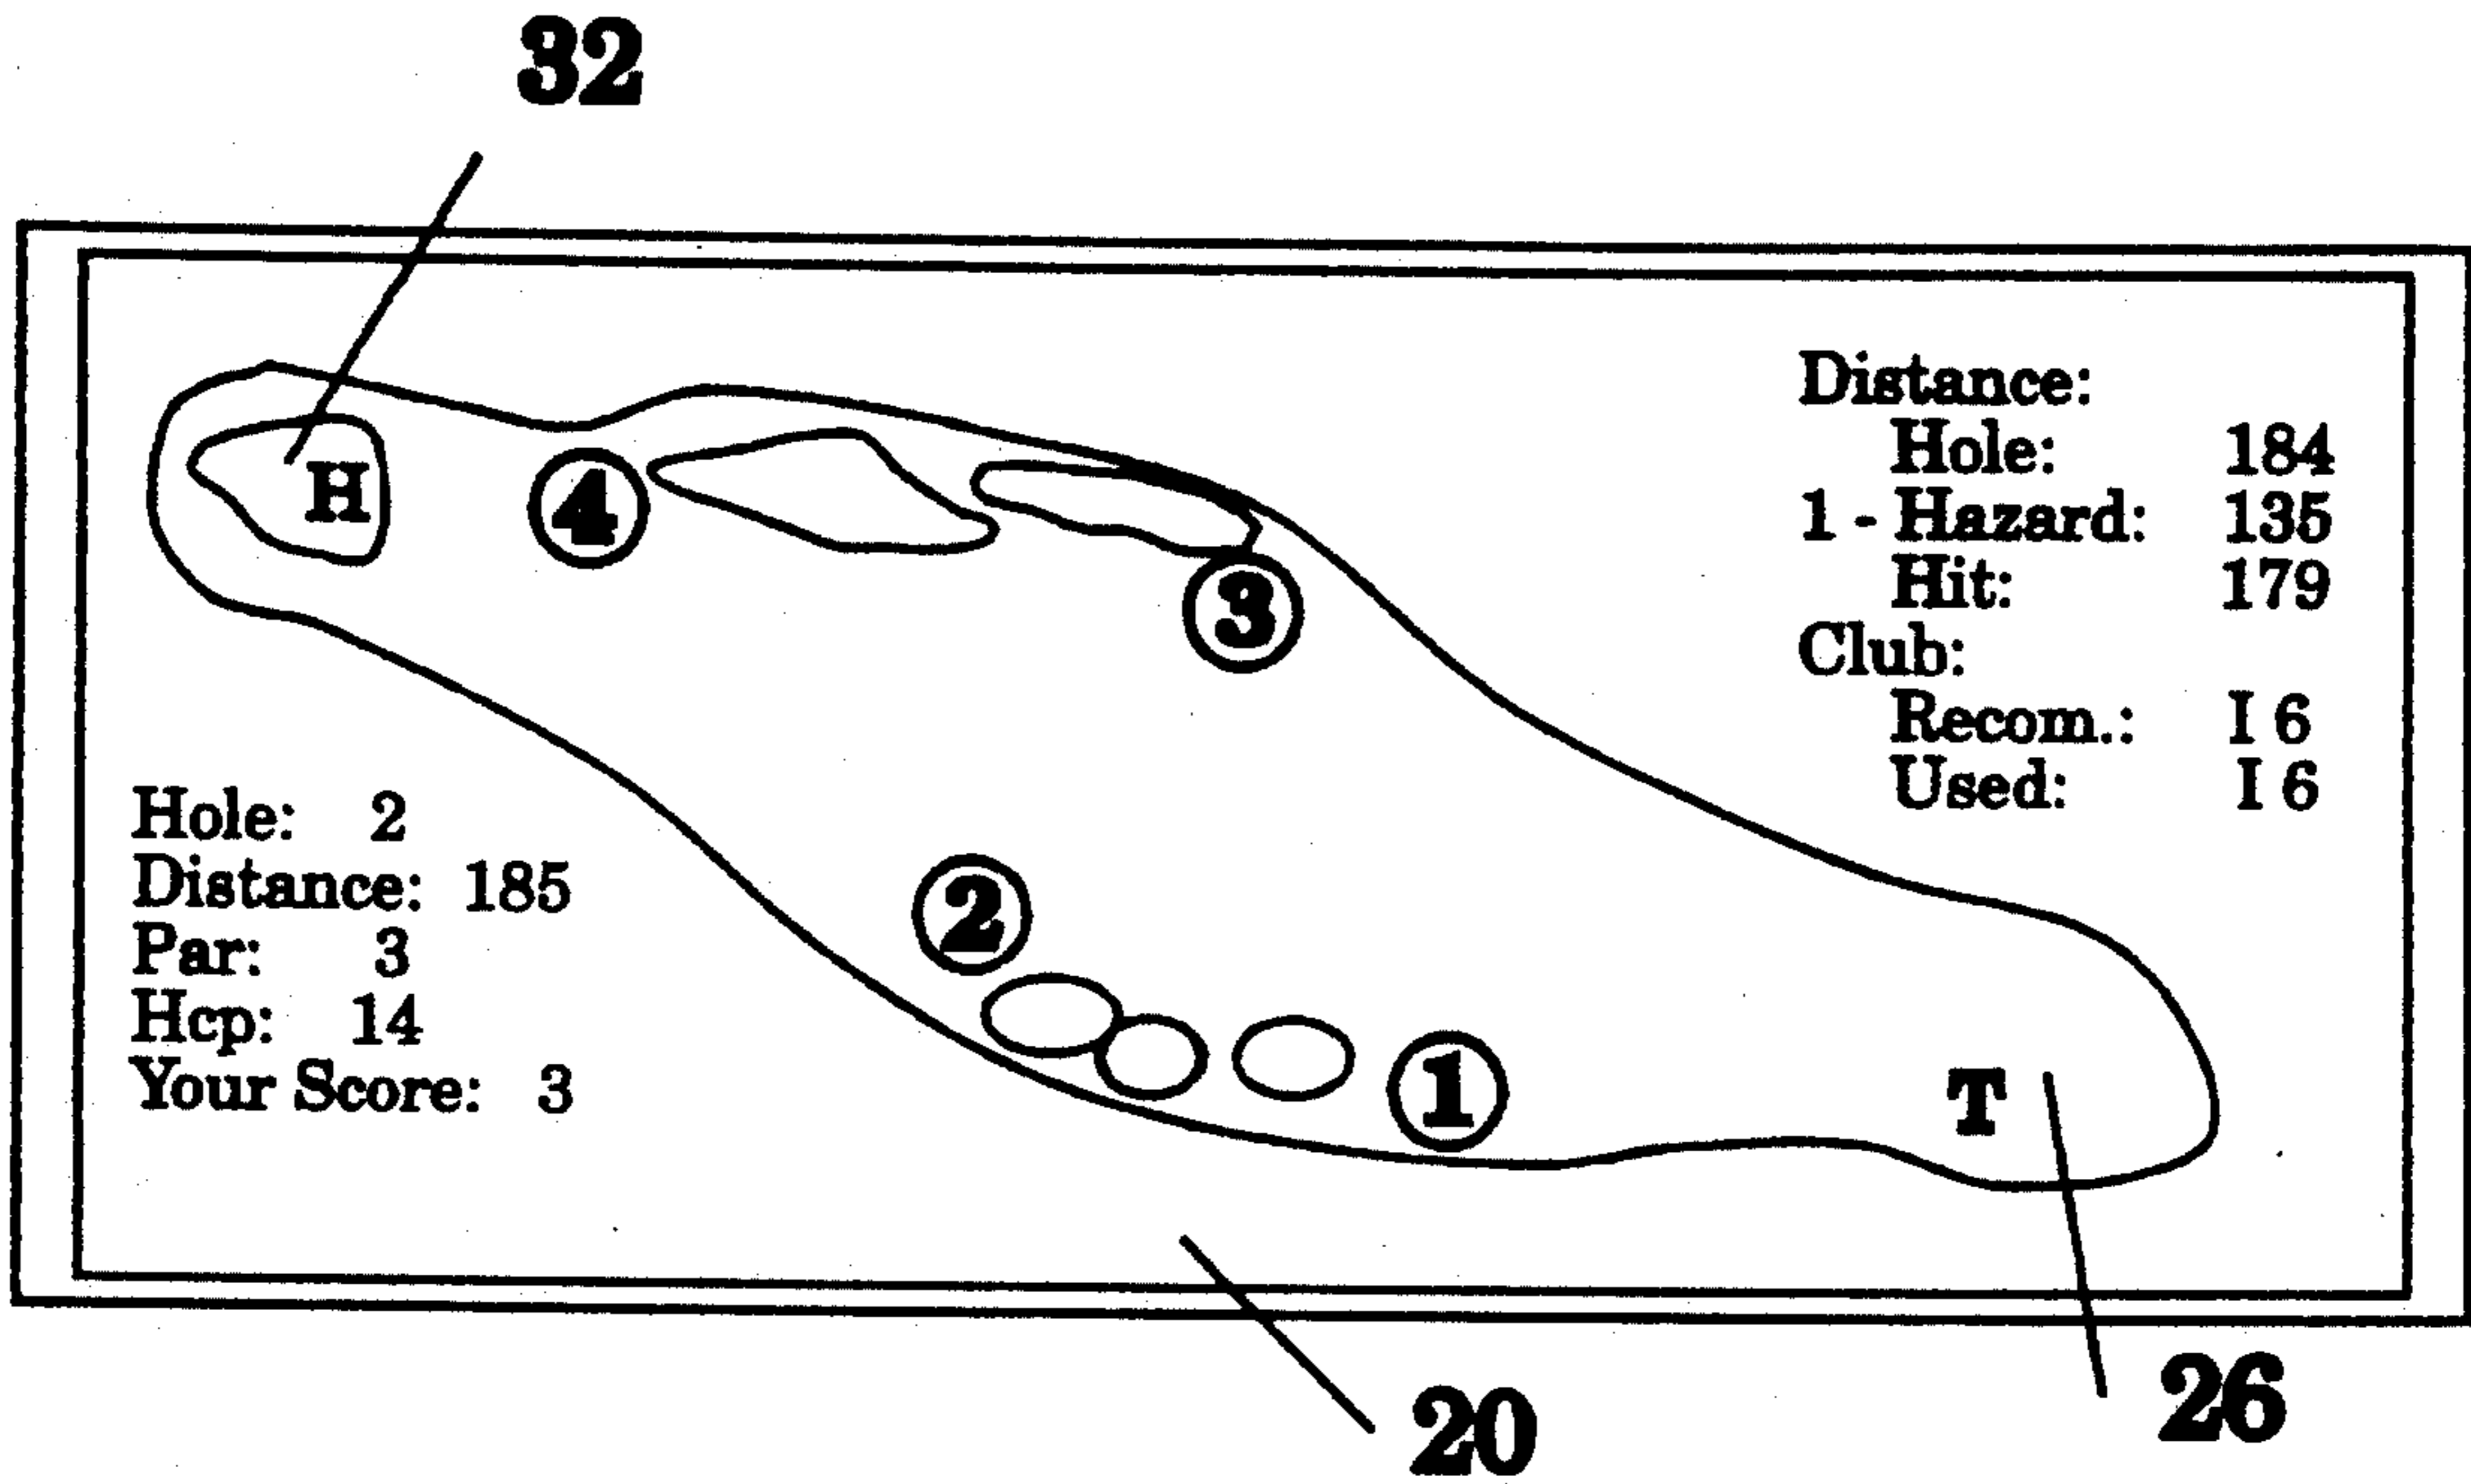 32
Distance:
Hole: 184
1 - Hazard: 135
Hit: 179
Club:
Recom.: I 6
Used: I 6
H
4
3
2
1
T
Hole: 2
Distance: 185
Par: 3
Hcp: 14
Your Score: 3
20
26